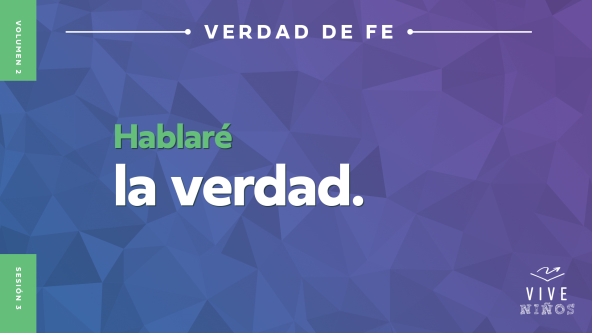 VOLUMEN 2
VERDAD DE FE
Hablaré
la verdad.
SESIÓN 3
VIVE
NIÑOS